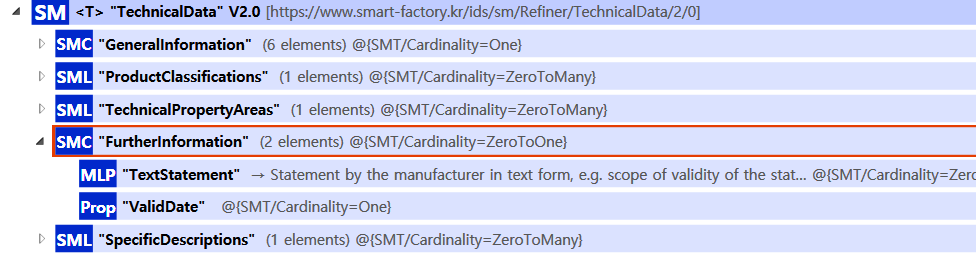 SM <T> "TechnicalData" V2.0 [https://www.smart-factory.kr/ids/sm/Refiner/TechnicalData/2/0]
SMC "GeneralInformation" (6 elements) @{SMT/Cardinality=One}
SML "ProductClassifications" (1 elements) @{SMT/Cardinality=ZeroToMany}
SML "TechnicalPropertyAreas" (1 elements) @{SMT/Cardinality=ZeroToMany}
SMC "FurtherInformation" (2 elements) @{SMT/Cardinality=ZeroToOne}
MLP "TextStatement" → Statement by the manufacturer in text form, e.g. scope of validity of the stat... @{SMT/Cardinality=Zero
Prop "ValidDate" @{SMT/Cardinality=One}
SML "SpecificDescriptions" (1 elements) @{SMT/Cardinality=ZeroToMany}